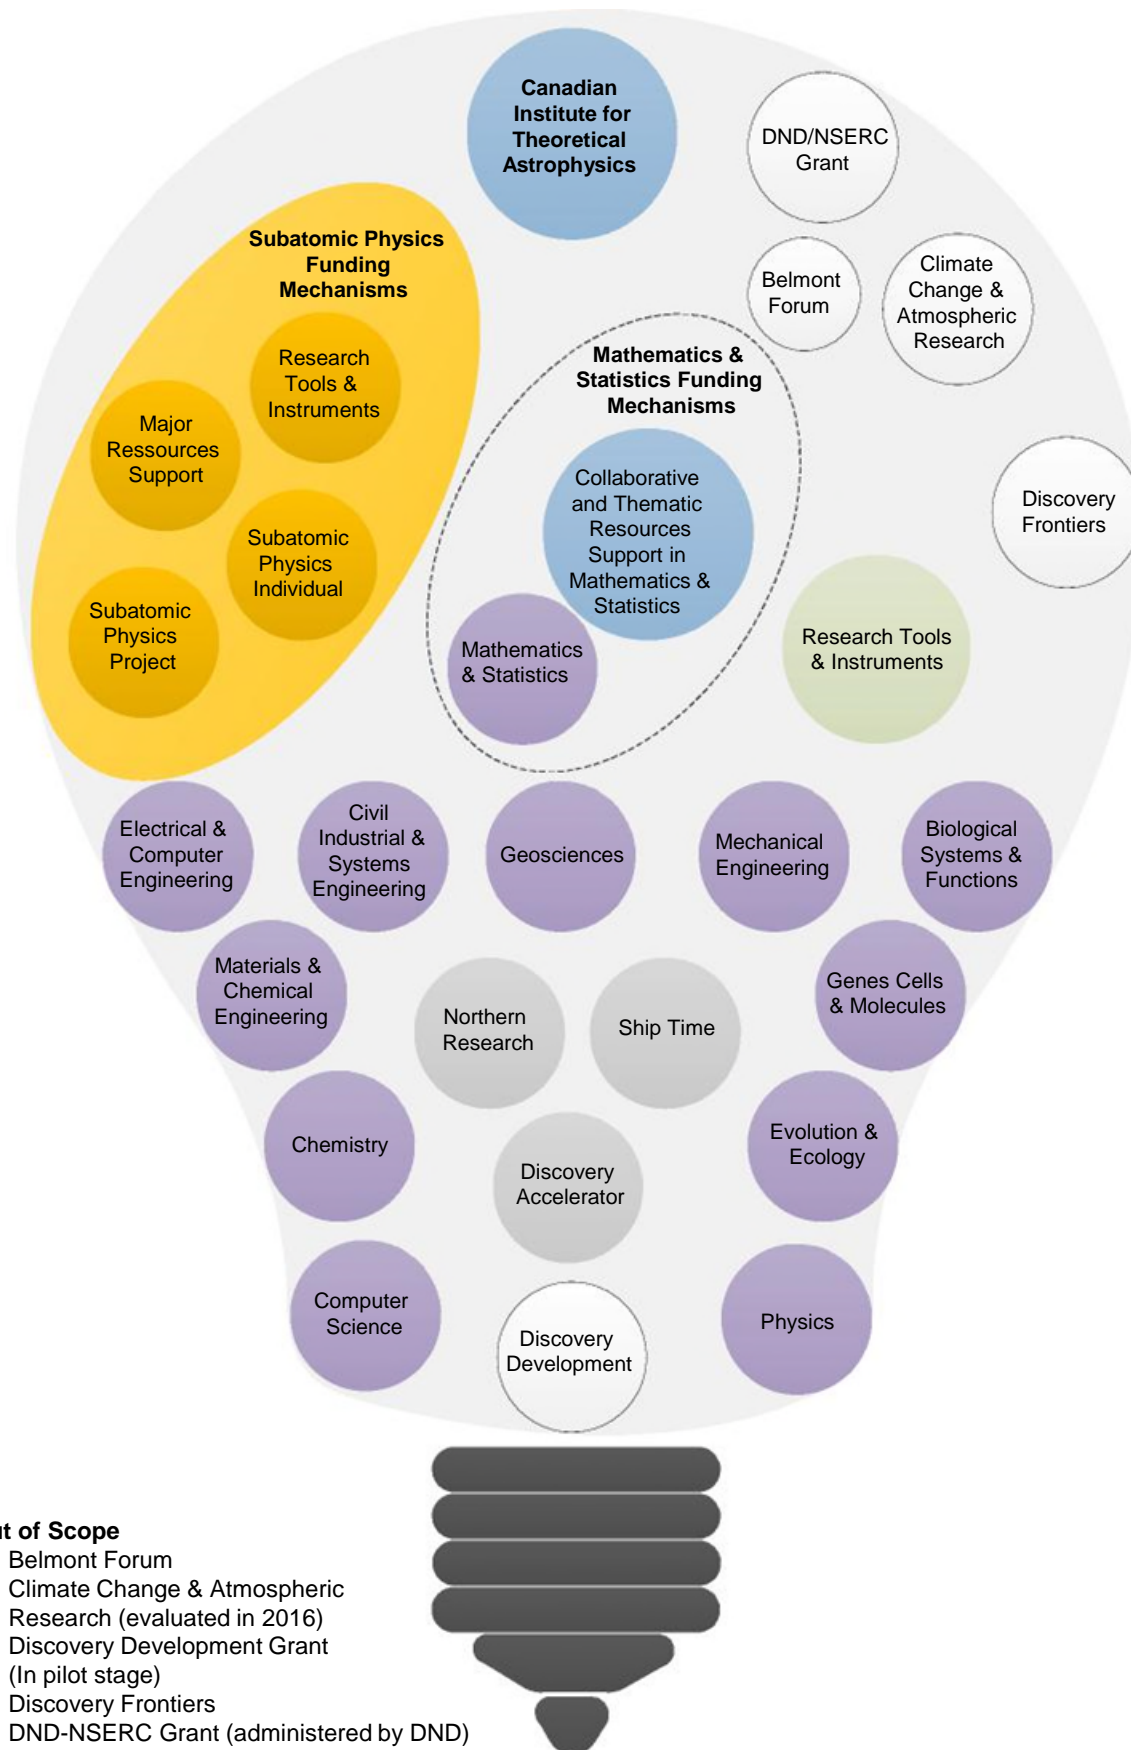 Canadian
Institute for
Theoretical
Astrophysics
DND/NSERC
Grant
Subatomic Physics
Funding
Mechanisms
Belmont
Forum
Climate
Change &
Atmospheric
Research
Research
Tools &
Instruments
Major
Ressources
Support
Subatomic
Physics
Individual
Subatomic
Physics
Project
Mathematics &
Statistics Funding
Mechanisms
Collaborative
and Thematic
Resources
Support in
Mathematics &
Statistics
Mathematics
& Statistics
Discovery
Frontiers
Research Tools
& Instruments
Electrical &
Computer
Engineering
Civil
Industrial &
Systems
Engineering
Geosciences
Mechanical
Engineering
Biological
Systems &
Functions
Materials &
Chemical
Engineering
Northern
Research
Ship Time
Genes Cells
& Molecules
Chemistry
Discovery
Accelerator
Evolution &
Ecology
Computer
Science
Discovery
Development
Physics
ut of Scope
Belmont Forum
Climate Change & Atmospheric
Research (evaluated in 2016)
Discovery Development Grant
(In pilot stage)
Discovery Frontiers
DND-NSERC Grant (administered by DND)